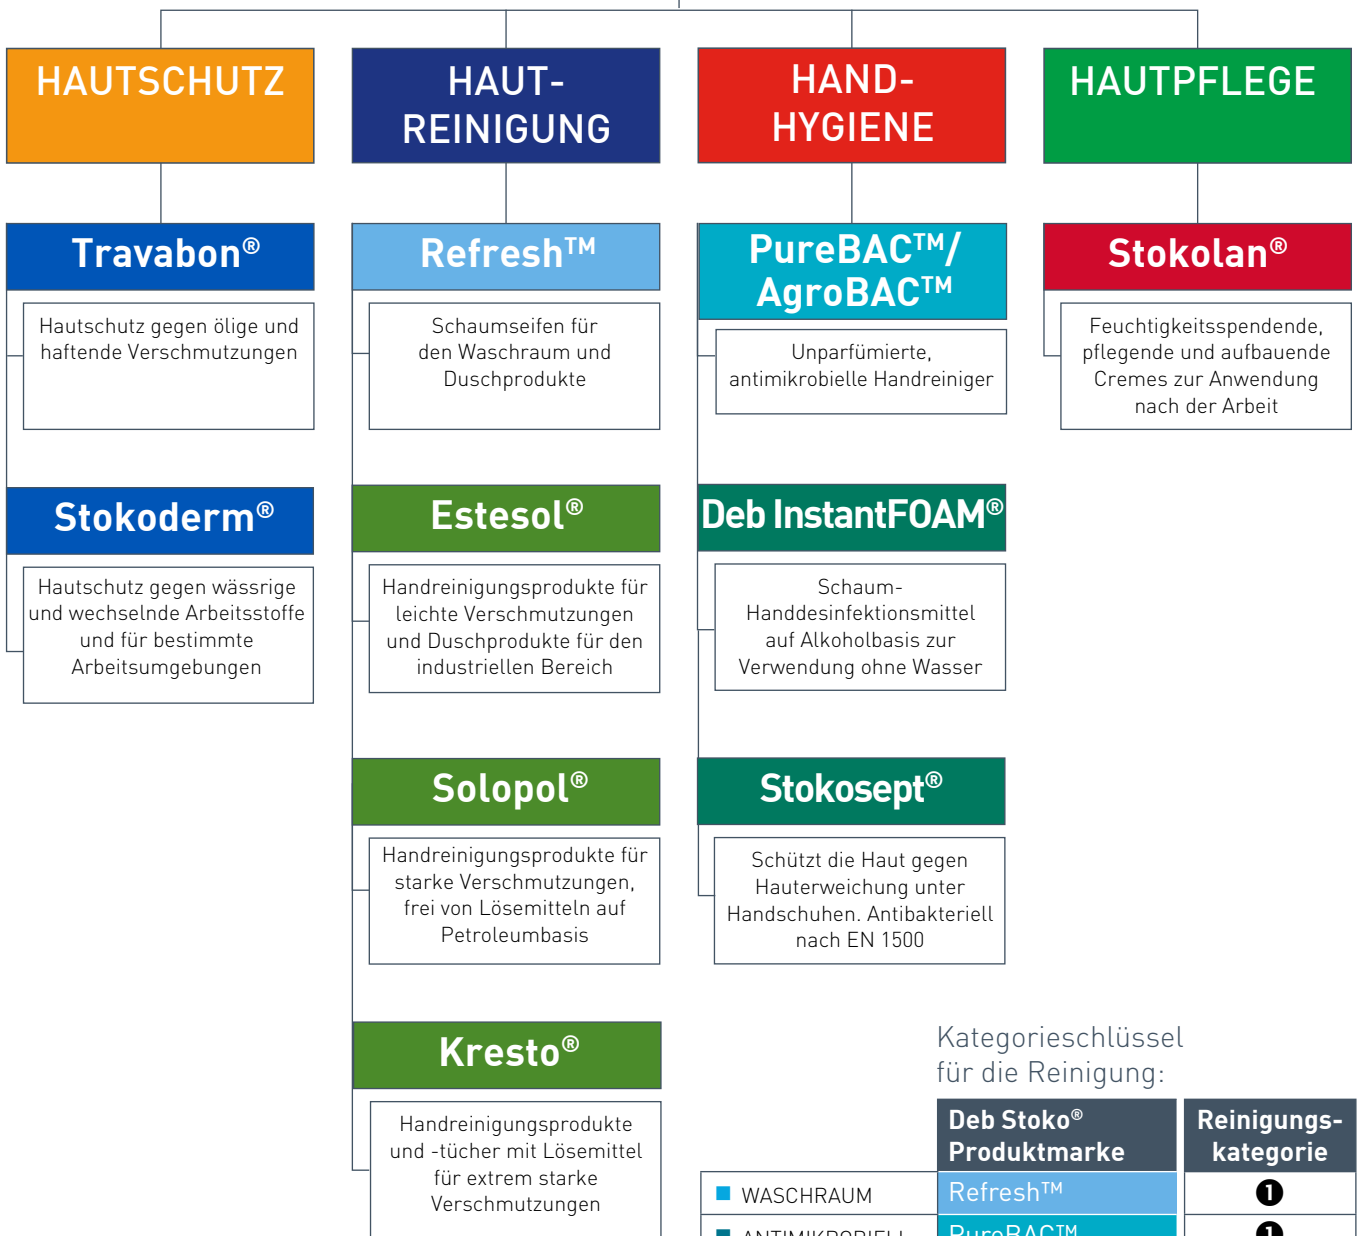 HAUTSCHUTZ
HAUT-
REINIGUNG
HAND-
HYGIENE
HAUTPFLEGE
Travabon®
Hautschutz gegen ölige und
haftende Verschmutzungen
Stokoderm®
Hautschutz gegen wässrige
und wechselnde Arbeitsstoffe
und für bestimmte
Arbeitsumgebungen
Refresh™
Schaumseifen für
den Waschraum und
Duschprodukte
Estesol®
Handreinigungsprodukte für
leichte Verschmutzungen
und Duschprodukte für den
industriellen Bereich
Solopol®
Handreinigungsprodukte für
starke Verschmutzungen,
frei von Lösemitteln auf
Petroleumbasis
Kresto®
Handreinigungsprodukte
und -tücher mit Lösemittel
für extrem starke
Verschmutzungen
PureBAC™/
AgroBAC™
Unparfümierte,
antimikrobielle Handreiniger
Deb InstantFOAM®
Schaum-
Handdesinfektionsmittel
auf Alkoholbasis zur
Verwendung ohne Wasser
Stokosept®
Schützt die Haut gegen
Hauterweichung unter
Handschuhen. Antibakteriell
nach EN 1500
Stokolan®
Feuchtigkeitsspendende,
pflegende und aufbauende
Cremes zur Anwendung
nach der Arbeit
Kategorieschlüssel
für die Reinigung:
Deb Stoko®
Produktmarke
Reinigungs-
kategorie
WASCHRAUM Refresh™ ❶
ANTIMIKROBIELL PureBAC™ ❶